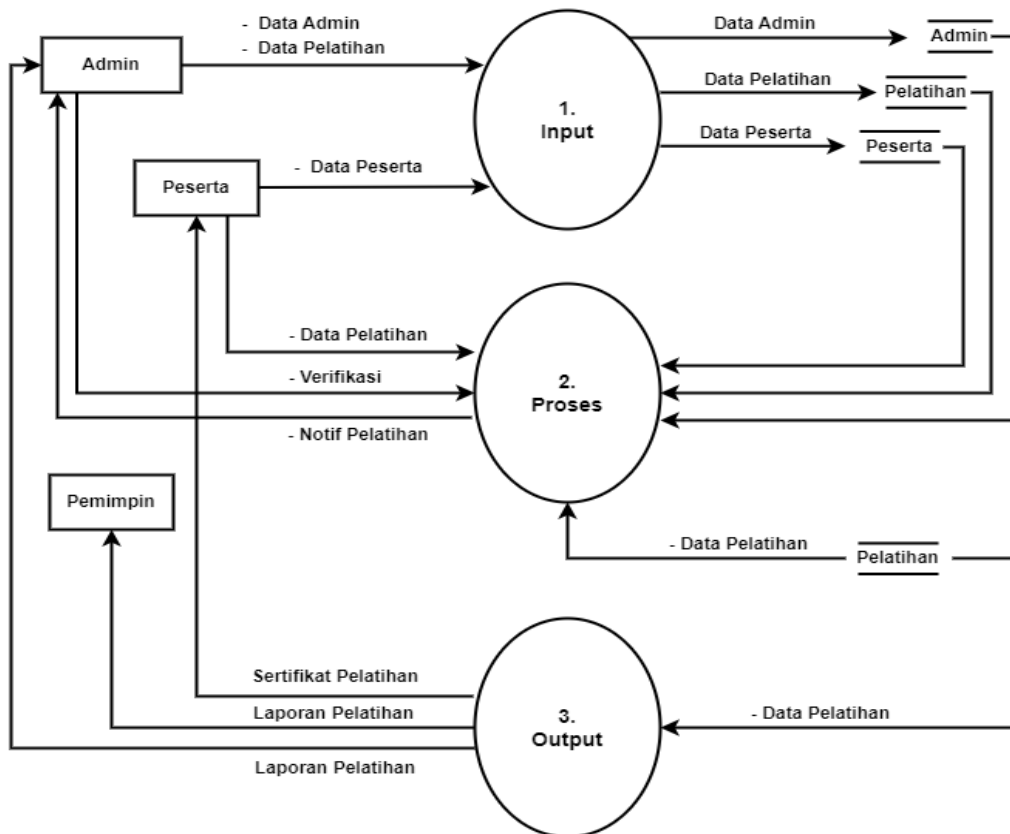 - Data Admin
- Data Pelatihan
Data Admin
Admin
Admin
Data Pelatihan
Pelatihan
1.
Input
Data Peserta
Peserta
- Data Peserta
Peserta
- Data Pelatihan
- Verifikasi
2.
Proses
- Notif Pelatihan
Pemimpin
- Data Pelatihan
Pelatihan
Sertifikat Pelatihan
Laporan Pelatihan
3.
Output
- Data Pelatihan
Laporan Pelatihan